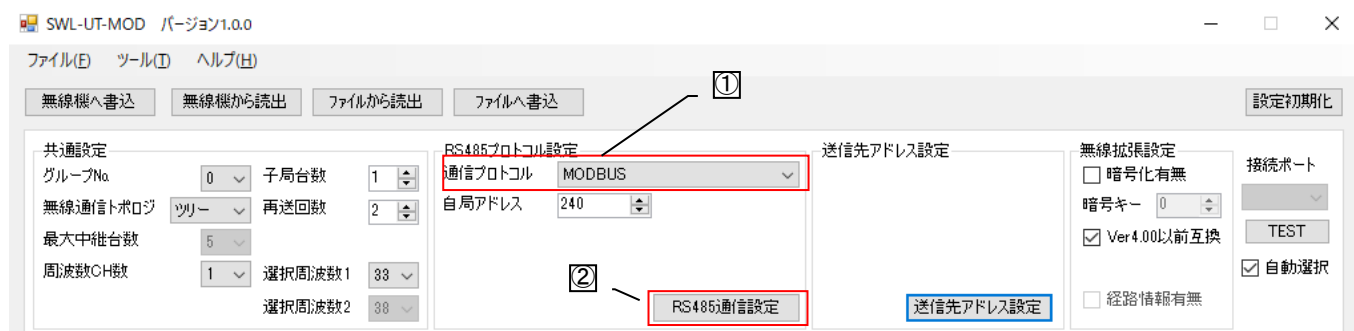 SWL-UT-MOD バージョン1.0.0
ファイル(F) ツール(T) ヘルプ(H)
①
無線機へ書込 無線機から読出 ファイルから読出 ファイルへ書込 設定初期化
共通設定
グループNo. 0 子局台数 1
無線通信トポロジ ツリー 再送回数 2
最大中継台数 5
周波数CH数 1 選択周波数1 33
選択周波数2 38
RS485プロトコル設定
通信プロトコル MODBUS
自局アドレス 240
②
RS485通信設定
送信先アドレス設定
送信先アドレス設定
無線拡張設定
暗号化有無
暗号キー 0
Ver4.00以前互換
経路情報有無
接続ポート
TEST
自動選択